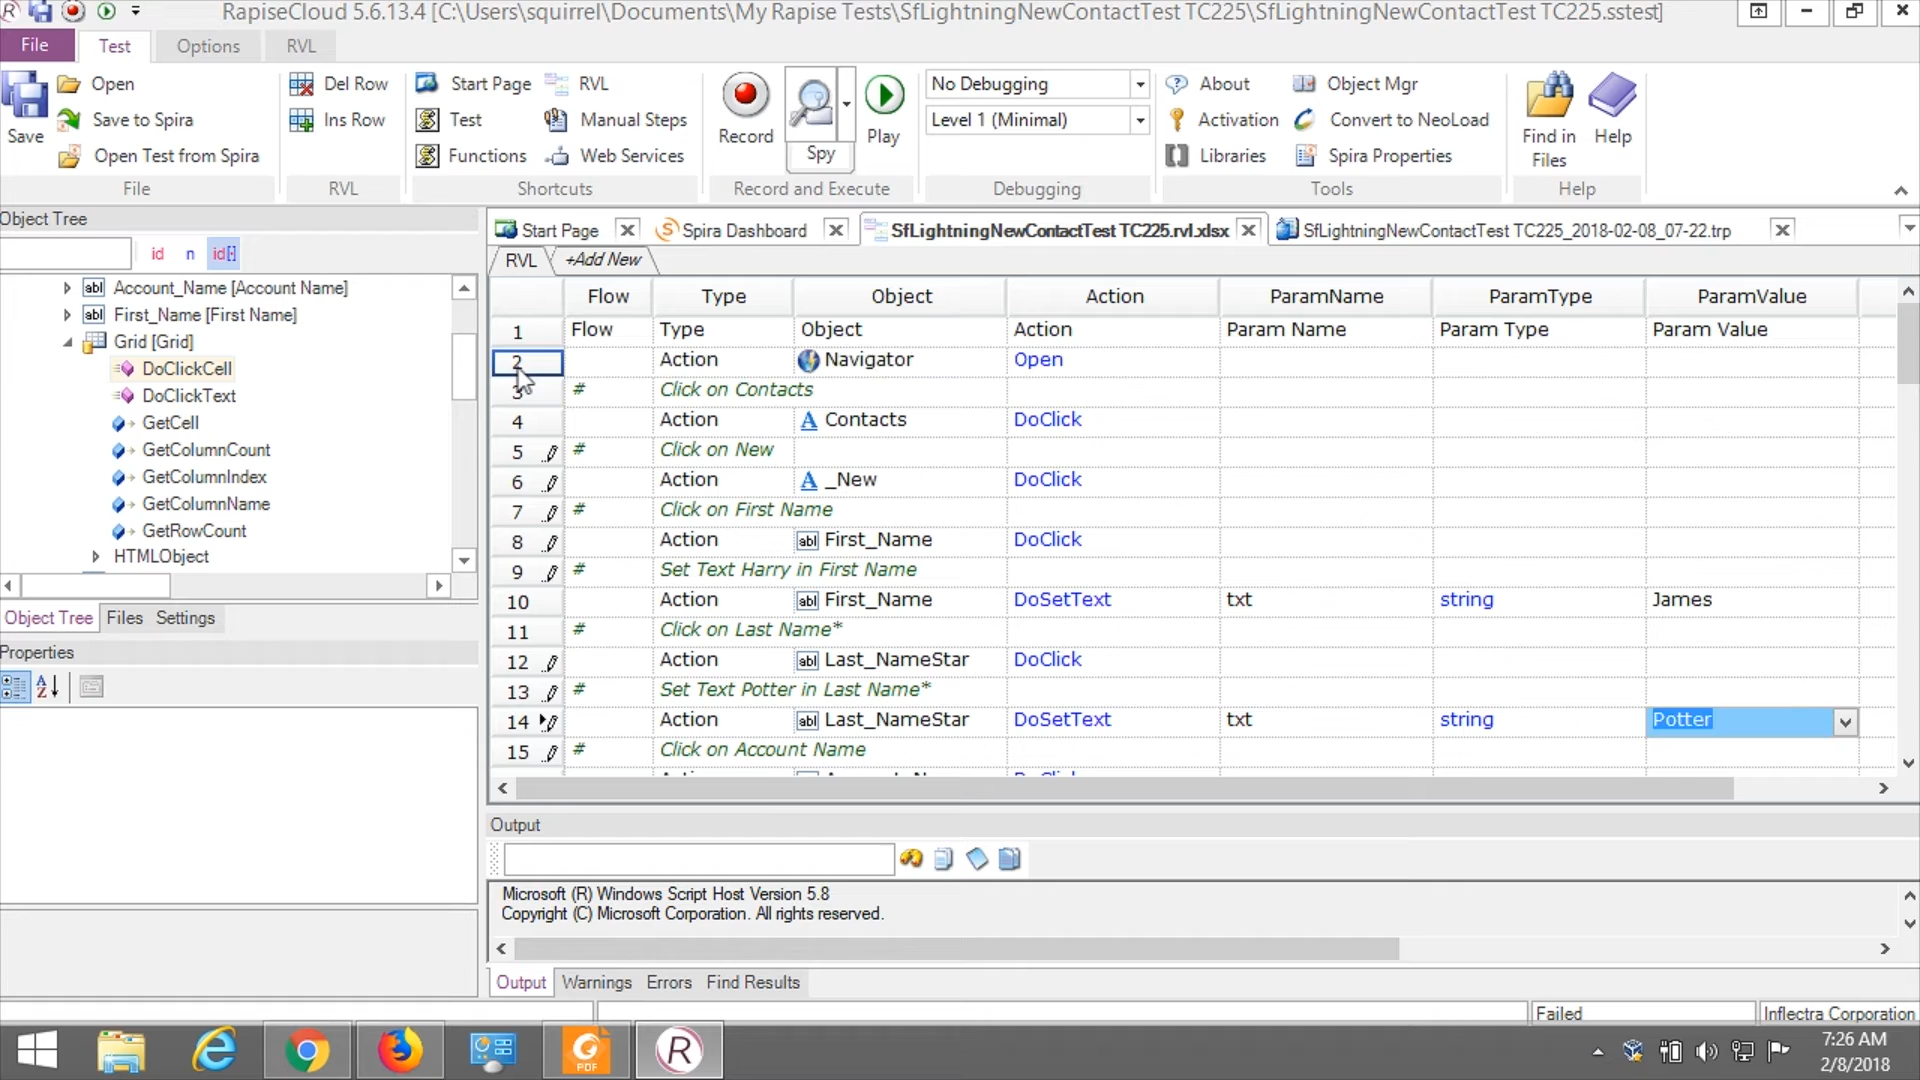 RapiseCloud 5.6.13.4 [C:\Users\squirrel\Documents\My Rapise Tests\SfLightningNewContactTest TC225\SfLightningNewContactTest TC225.sstest]
File Test Options RVL
Save
Open
Save to Spira
Open Test from Spira
File
Del Row
Ins Row
RVL
Start Page RVL
Test Manual Steps
Functions Web Services
Shortcuts
Record Spy Play
Record and Execute
No Debugging
Level 1 (Minimal)
Debugging
About Object Mgr
Activation Convert to NeoLoad
Libraries Spira Properties
Tools
Find in Files
Help
Help
Object Tree
id n id[·]
Account_Name [Account Name]
First_Name [First Name]
Grid [Grid]
DoClickCell
DoClickText
GetCell
GetColumnCount
GetColumnIndex
GetColumnName
GetRowCount
HTMLObject
Object Tree Files Settings
Properties
Start Page Spira Dashboard SfLightningNewContactTest TC225.rvl.xlsx SfLightningNewContactTest TC225_2018-02-08_07-22.trp
RVL +Add New
Flow Type Object Action ParamName ParamType ParamValue
1 Flow Type Object Action Param Name Param Type Param Value
2 Action Navigator Open
3 # Click on Contacts
4 Action Contacts DoClick
5 # Click on New
6 Action _New DoClick
7 # Click on First Name
8 Action First_Name DoClick
9 # Set Text Harry in First Name
10 Action First_Name DoSetText txt string James
11 # Click on Last Name*
12 Action Last_NameStar DoClick
13 # Set Text Potter in Last Name*
14 Action Last_NameStar DoSetText txt string Potter
15 # Click on Account Name
Output
Microsoft (R) Windows Script Host Version 5.8
Copyright (C) Microsoft Corporation. All rights reserved.
Output Warnings Errors Find Results
Failed Inflectra Corporation
7:26 AM
2/8/2018